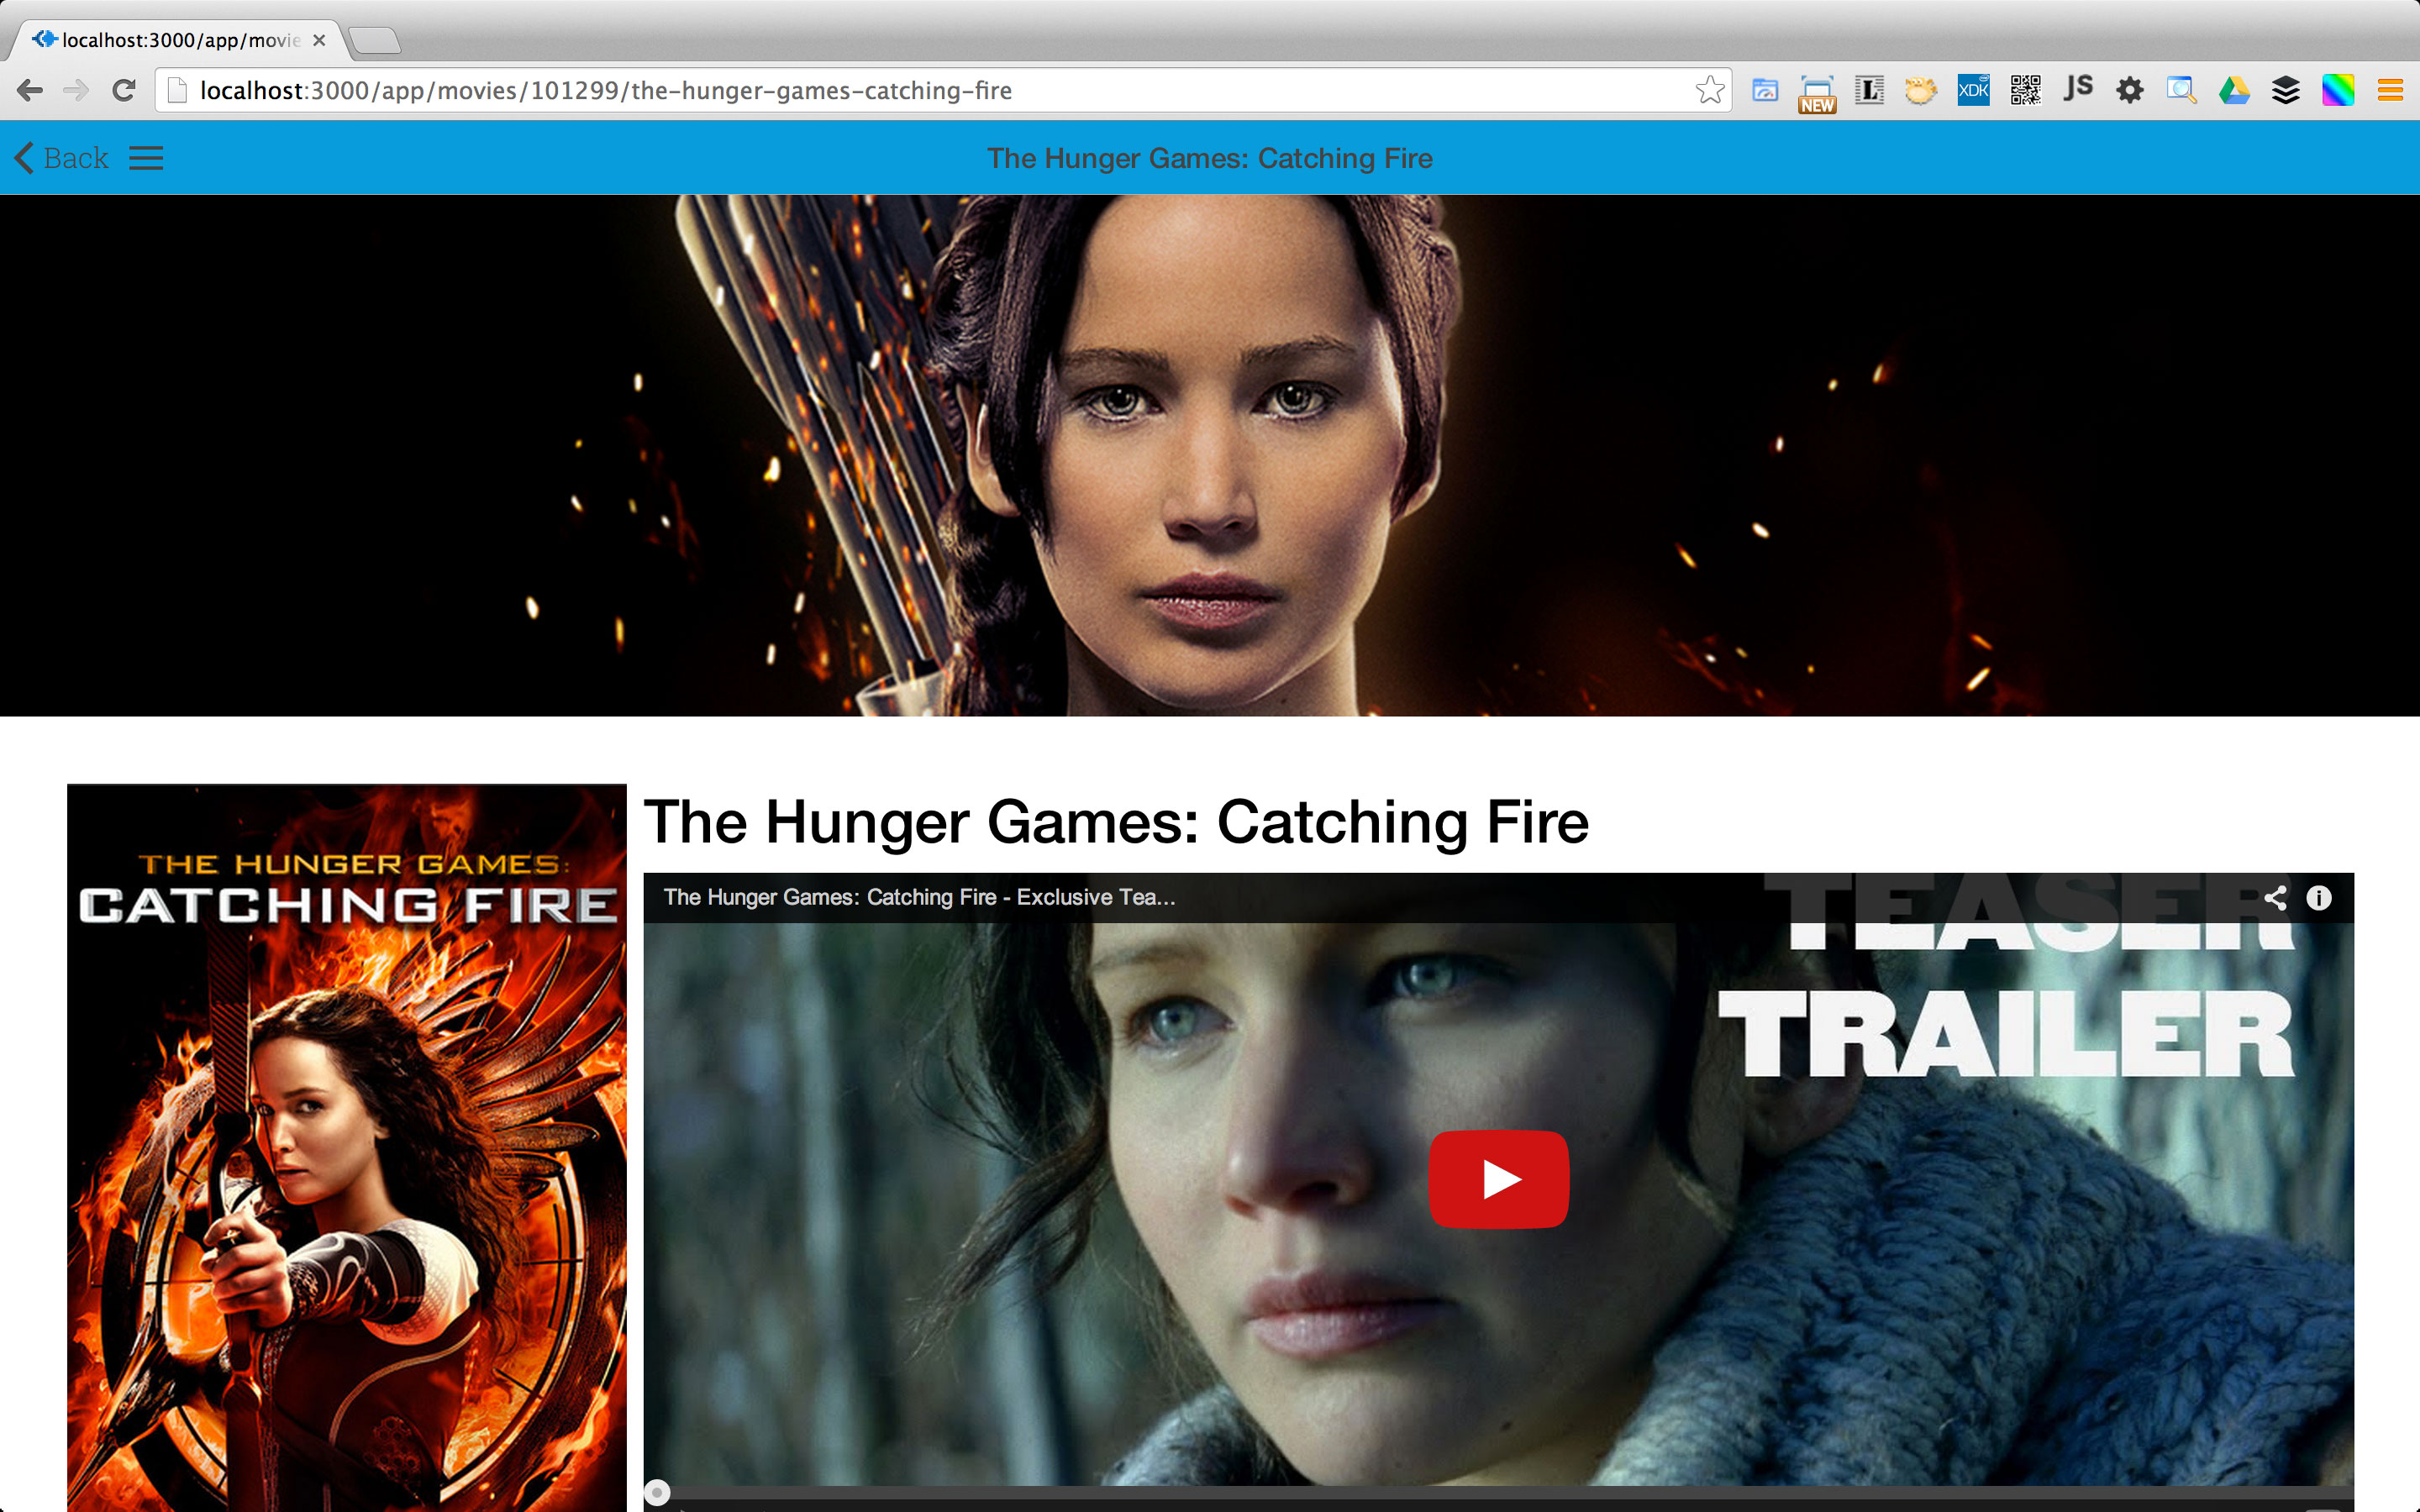 localhost:3000/app/movie
localhost:3000/app/movies/101299/the-hunger-games-catching-fire
NEW
L
XDK
JS
Back
The Hunger Games: Catching Fire
THE HUNGER GAMES:
CATCHING FIRE
The Hunger Games: Catching Fire
The Hunger Games: Catching Fire - Exclusive Tea...
TEASER
TRAILER